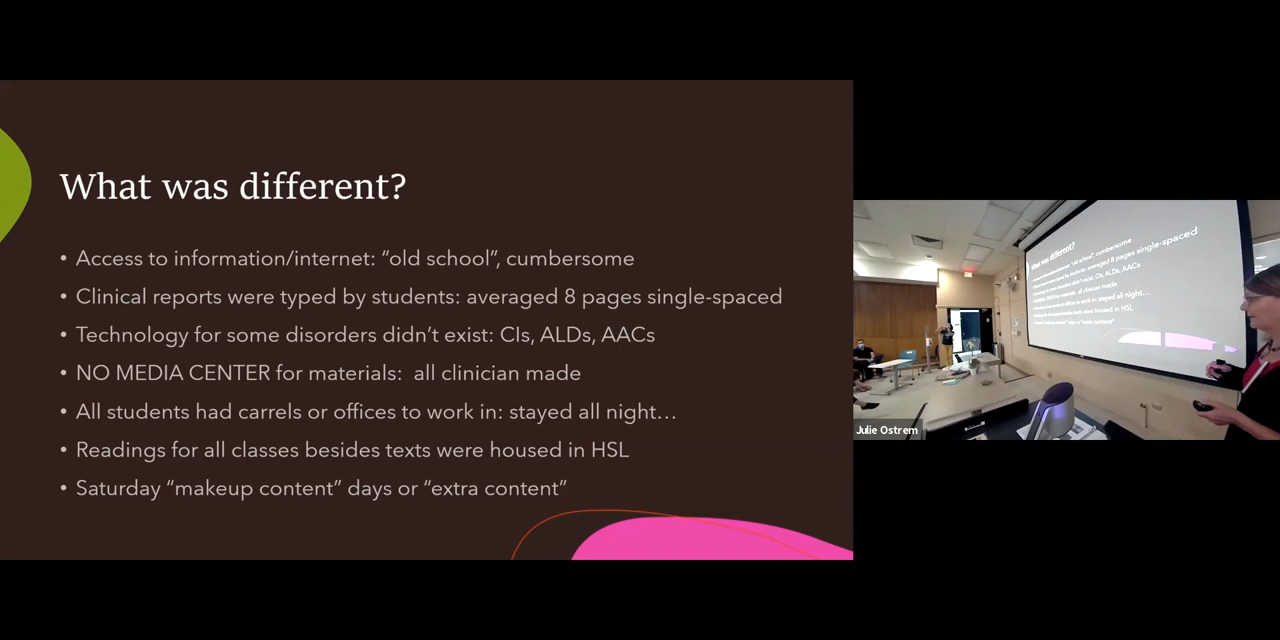 What was different?
• Access to information/internet: “old school”, cumbersome
• Clinical reports were typed by students: averaged 8 pages single-spaced
• Technology for some disorders didn’t exist: CIs, ALDs, AACs
• NO MEDIA CENTER for materials:  all clinician made
• All students had carrels or offices to work in: stayed all night…
• Readings for all classes besides texts were housed in HSL
• Saturday “makeup content” days or “extra content”
What was different?
Julie Ostrem